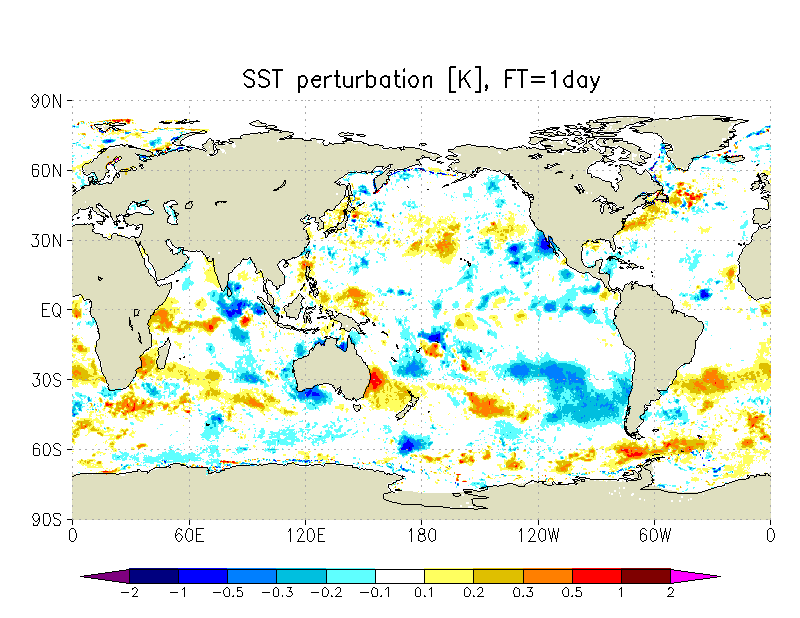 SST perturbation [K], FT=1day
90N
60N
30N
EQ
30S
60S
90S
0 60E 120E 180 120W 60W 0
-2 -1 -0.5 -0.3 -0.2 -0.1 0.1 0.2 0.3 0.5 1 2